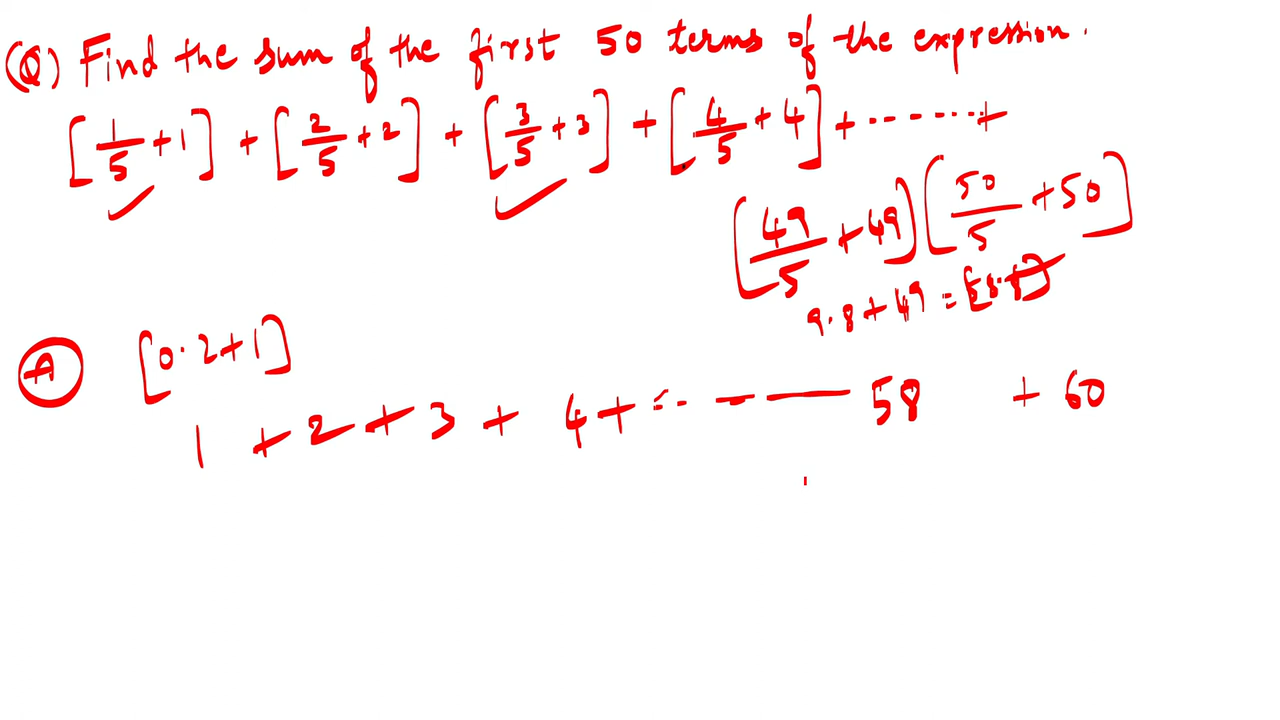 (Q) Find the sum of the first 50 terms of the expression.
[1/5 + 1] + [2/5 + 2] + [3/5 + 3] + [4/5 + 4] + ........ +
[49/5 + 49] [50/5 + 50]
9.8 + 49 =
(A) [0.2 + 1]
1 + 2 + 3 + 4 + ... - — 58 + 60